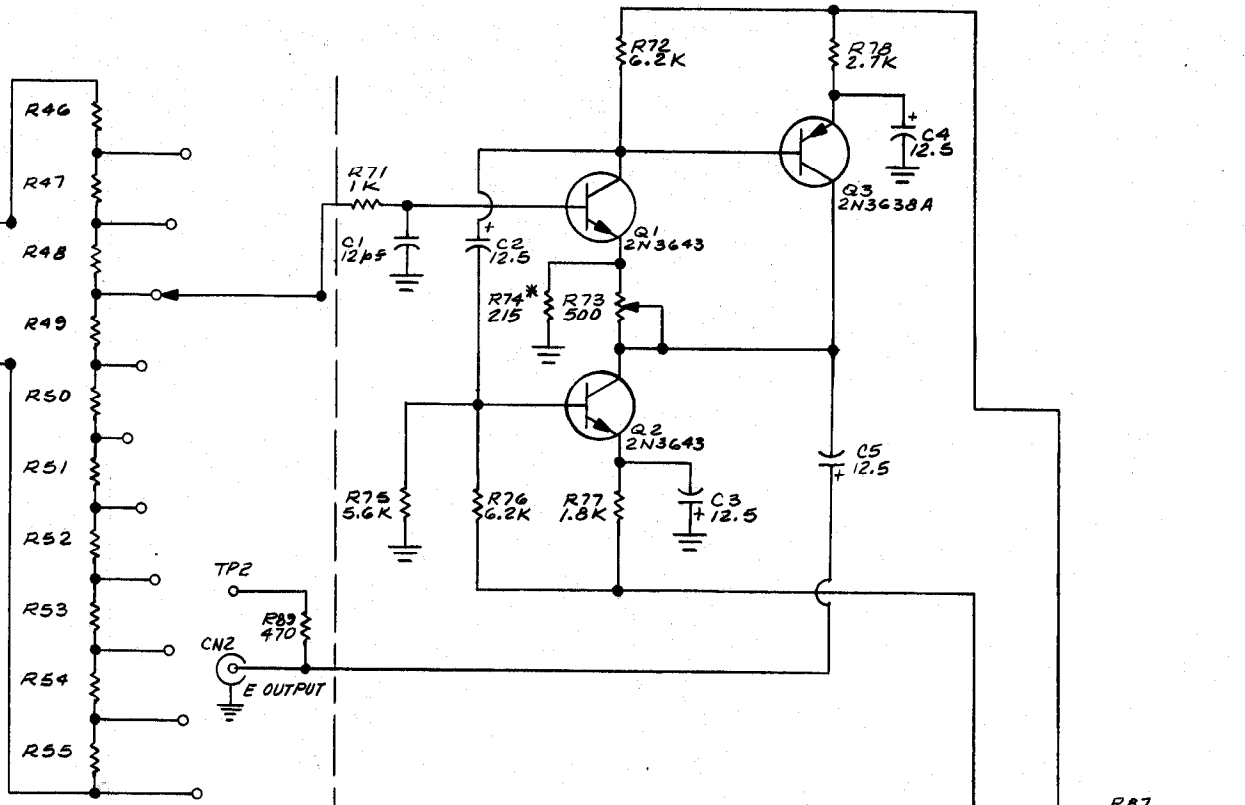 R46
R47
R48
R49
R50
R51
R52
R53
R54
R55
TP2
R89
470
CN2
E OUTPUT
R71
1K
C1
12pf
C2
+
12.5
R72
6.2K
R78
2.7K
+
C4
12.5
Q3
2N3638A
Q1
2N3643
R74*
215
R73
500
Q2
2N3643
R75
5.6K
R76
6.2K
R77
1.8K
C3
+
12.5
C5
12.5
+
R87